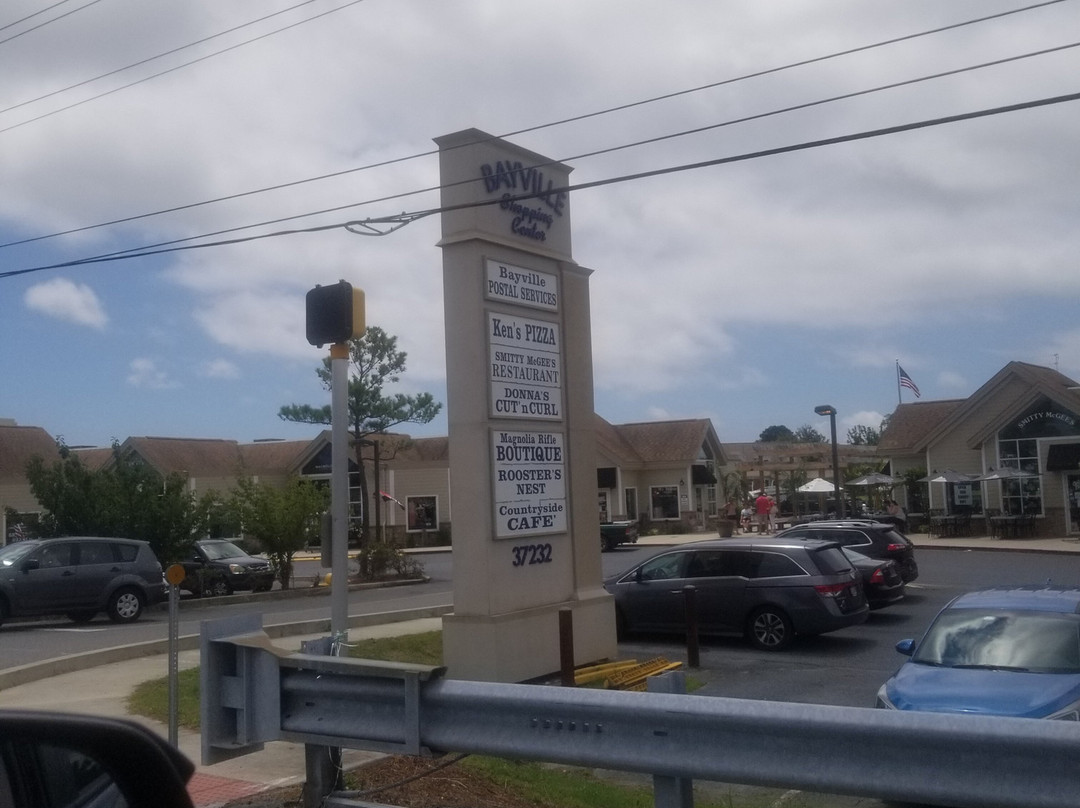 BAYVILLE
Shopping
Center
Bayville
POSTAL SERVICES
Ken's PIZZA
SMITTY McGEE'S
RESTAURANT
DONNA'S
CUT'nCURL
Magnolia Rifle
BOUTIQUE
ROOSTER'S
NEST
Countryside
CAFE'
37232
SMITTY McGEE'S